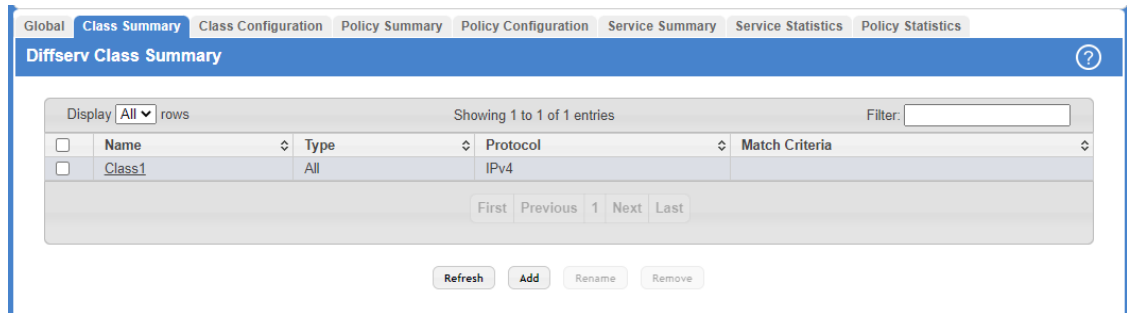 Global Class Summary Class Configuration Policy Summary Policy Configuration Service Summary Service Statistics Policy Statistics
Diffserv Class Summary ?
Display All rows Showing 1 to 1 of 1 entries Filter:
Name Type Protocol Match Criteria
Class1 All IPv4
First Previous 1 Next Last
Refresh Add Rename Remove